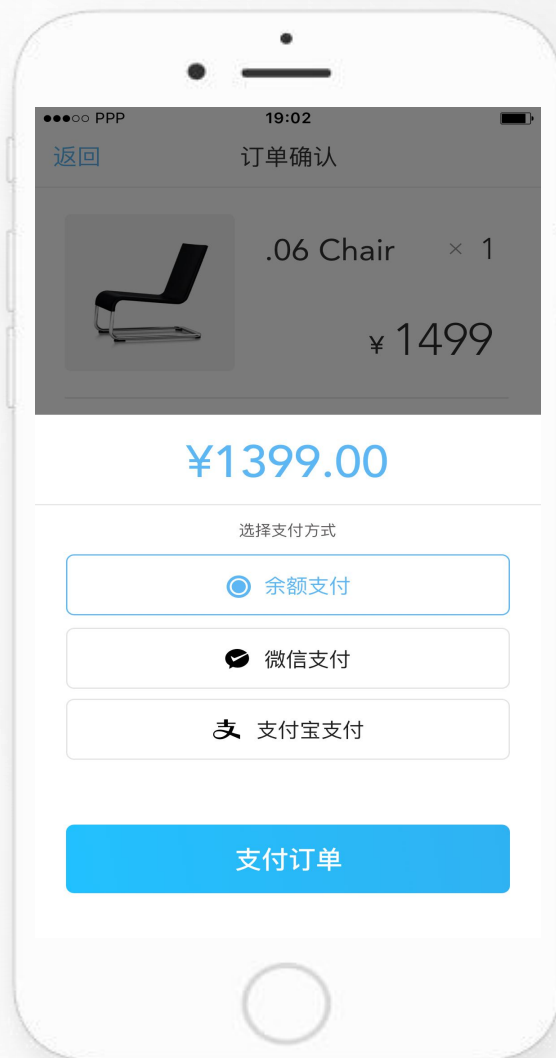 ●●●○○ PPP 19:02
返回 订单确认
.06 Chair × 1
¥ 1499
¥1399.00
选择支付方式
余额支付
微信支付
支 支付宝支付
支付订单